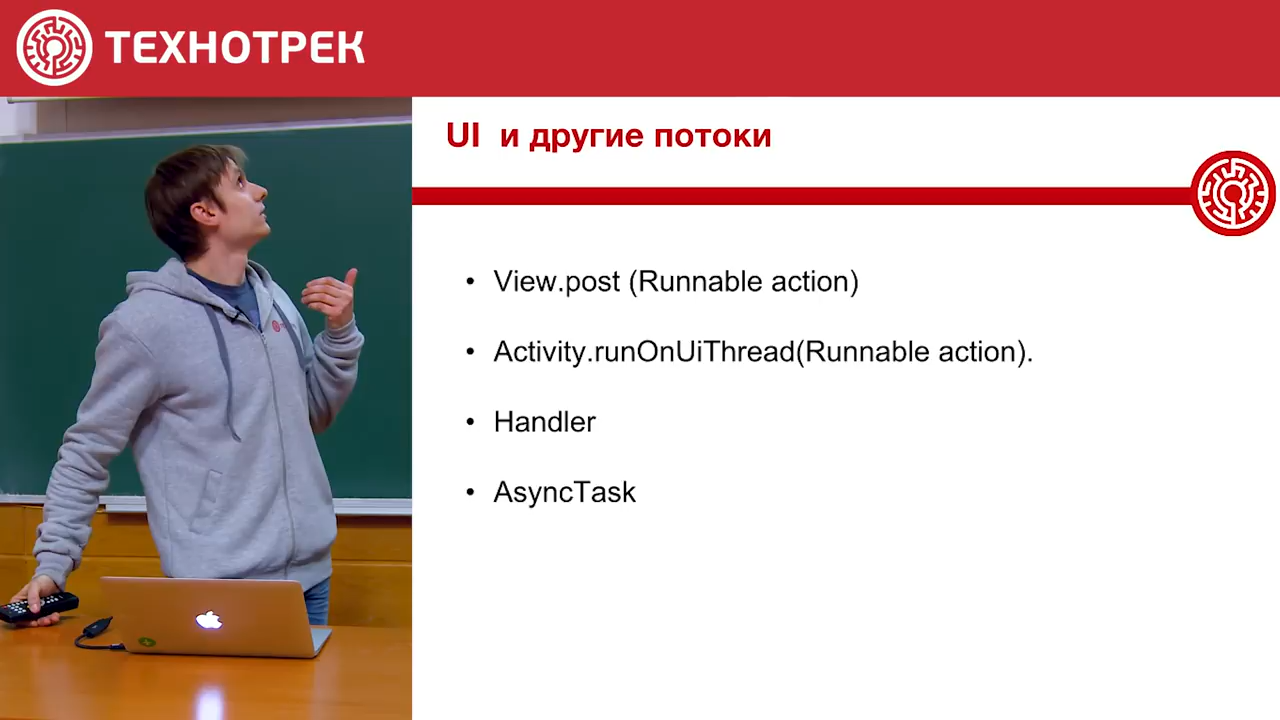 ТЕХНОТРЕК
UI и другие потоки
• View.post (Runnable action)
• Activity.runOnUiThread(Runnable action).
• Handler
• AsyncTask